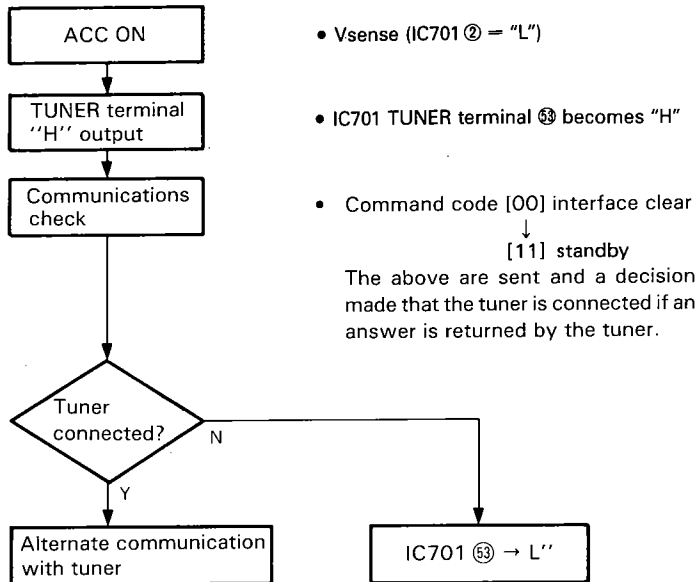 ACC ON
• Vsense (IC701 ② = “L”)
TUNER terminal
“H” output
• IC701 TUNER terminal ㊾ becomes “H”
Communications
check
• Command code [00] interface clear
↓
[11] standby
The above are sent and a decision
made that the tuner is connected if an
answer is returned by the tuner.
Tuner
connected?
N
Y
Alternate communication
with tuner
IC701 ㊾ → L’’